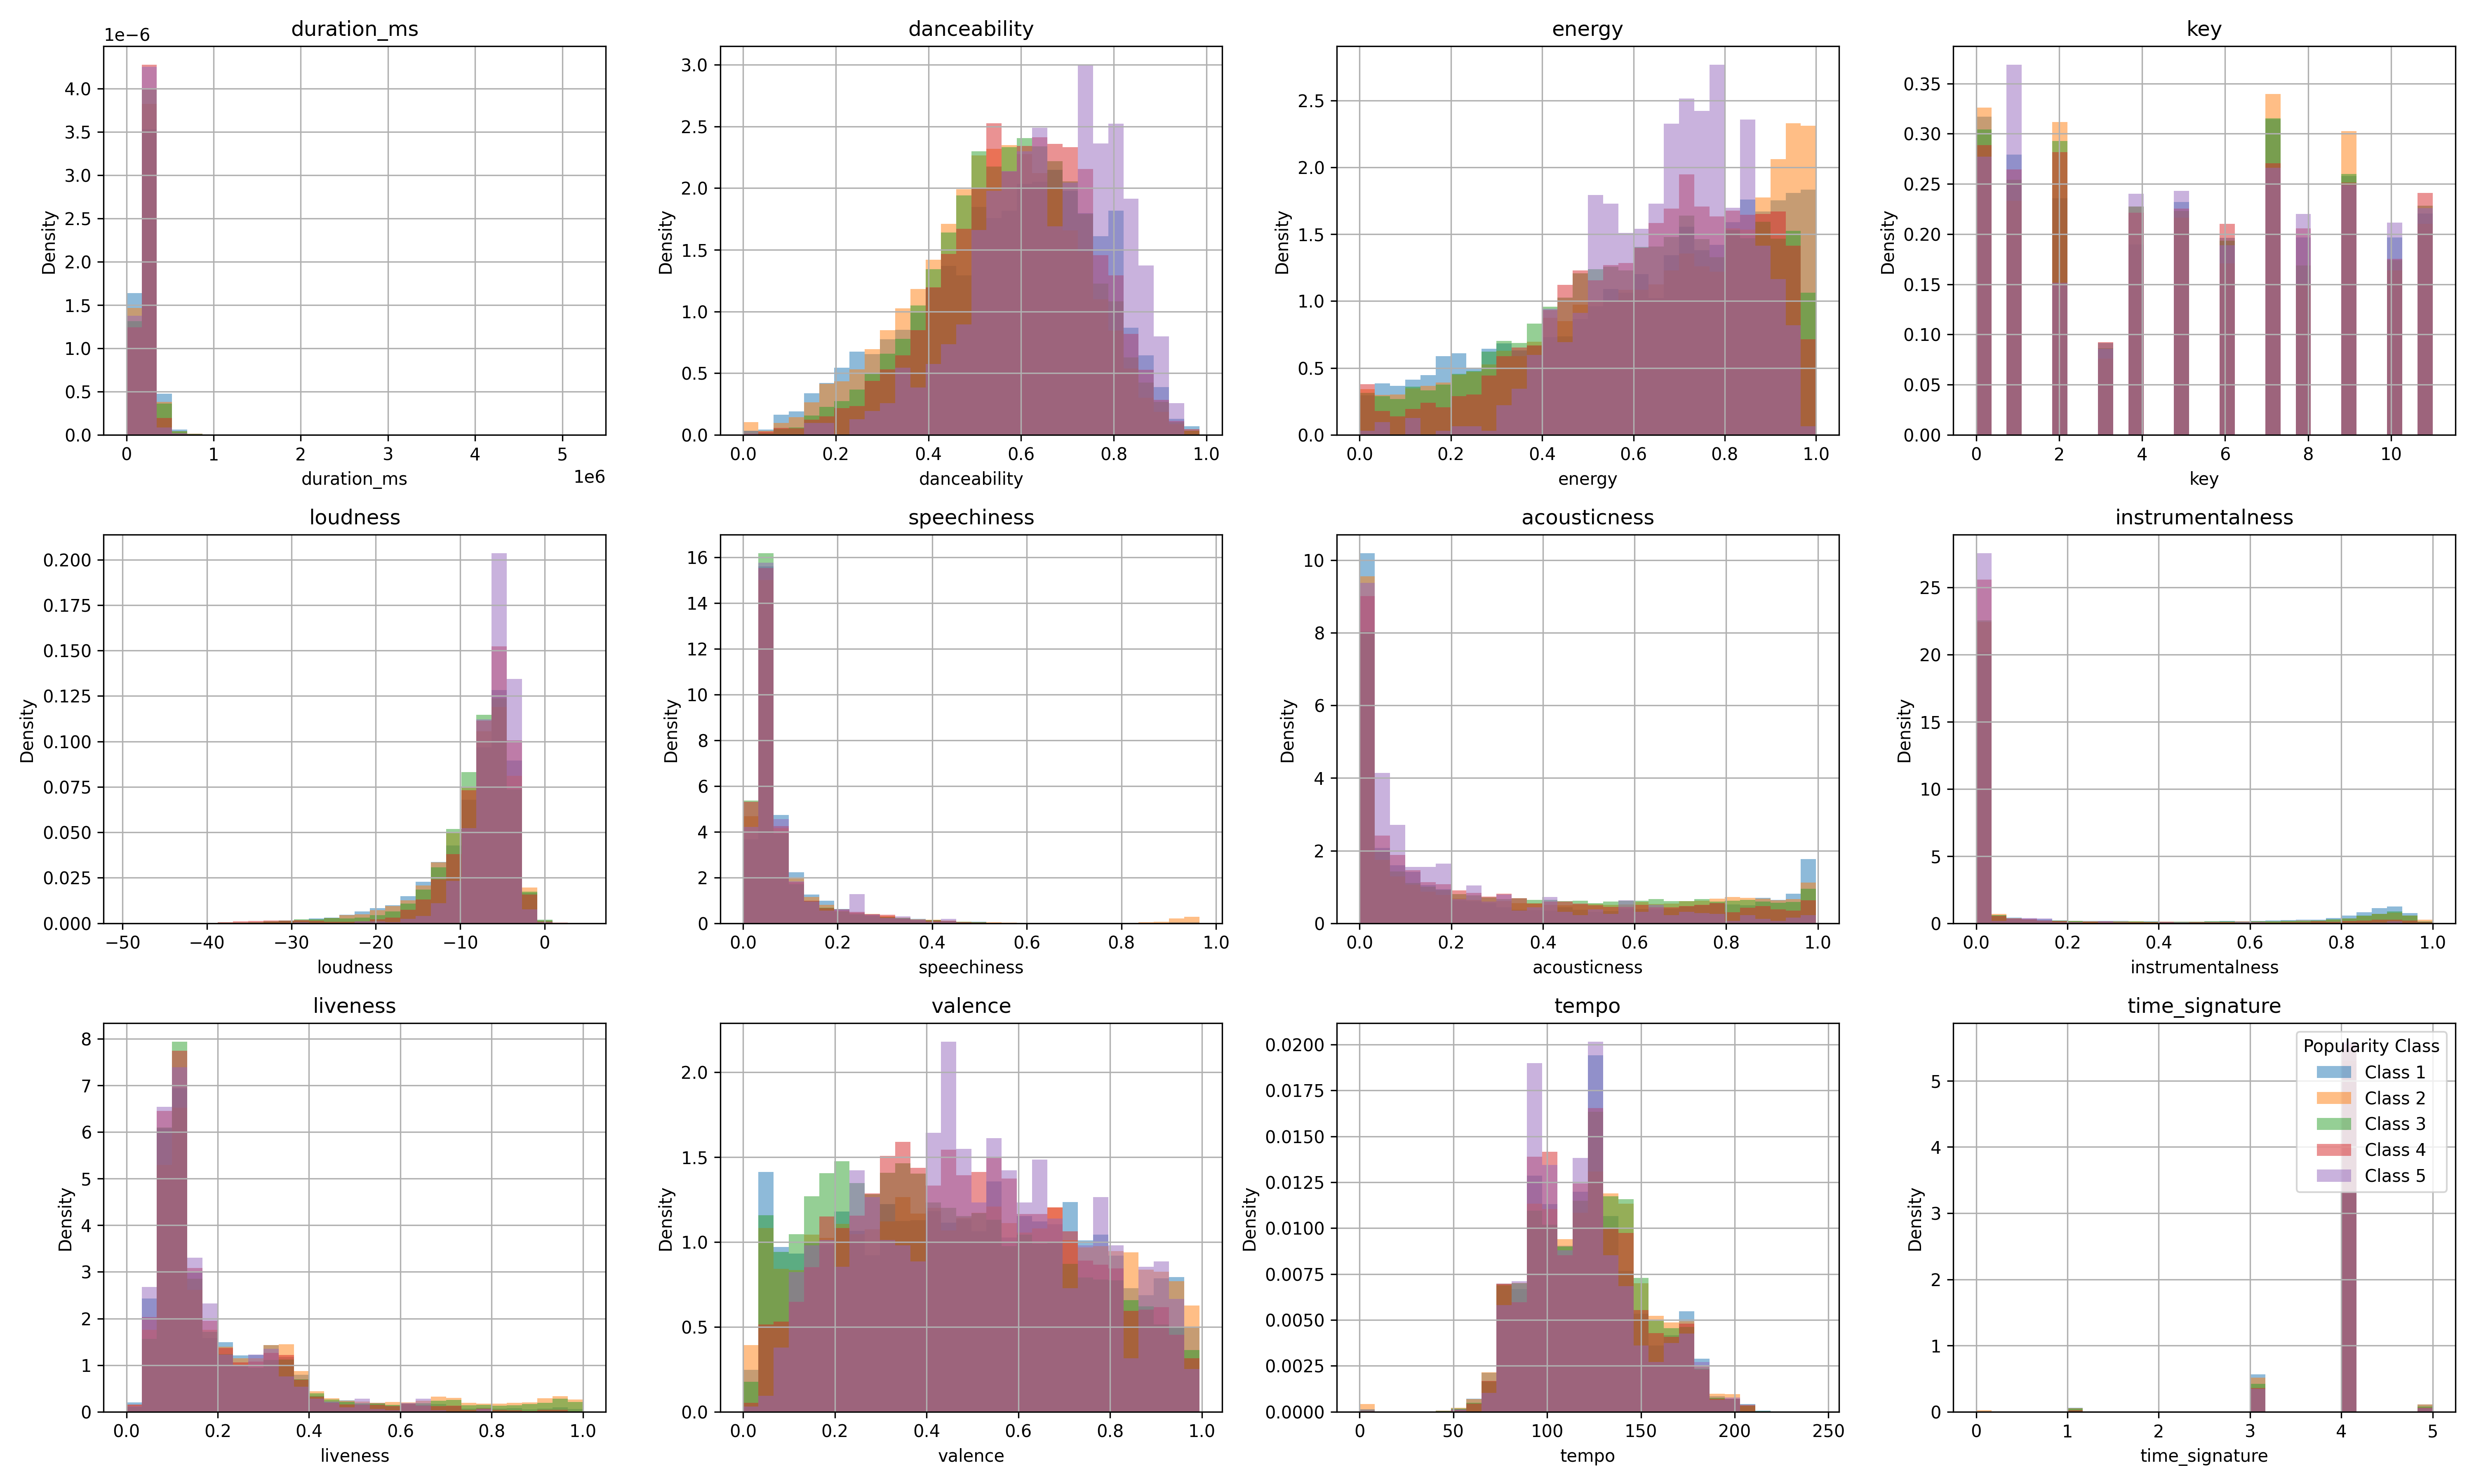 duration_ms
1e−6
Density
4.0
3.5
3.0
2.5
2.0
1.5
1.0
0.5
0.0
0 1 2 3 4 5
1e6
duration_ms
danceability
Density
3.0
2.5
2.0
1.5
1.0
0.5
0.0
0.0 0.2 0.4 0.6 0.8 1.0
danceability
energy
Density
2.5
2.0
1.5
1.0
0.5
0.0
0.0 0.2 0.4 0.6 0.8 1.0
energy
key
Density
0.35
0.30
0.25
0.20
0.15
0.10
0.05
0.00
0 2 4 6 8 10
key
loudness
Density
0.200
0.175
0.150
0.125
0.100
0.075
0.050
0.025
0.000
−50 −40 −30 −20 −10 0
loudness
speechiness
Density
16
14
12
10
8
6
4
2
0
0.0 0.2 0.4 0.6 0.8 1.0
speechiness
acousticness
Density
10
8
6
4
2
0
0.0 0.2 0.4 0.6 0.8 1.0
acousticness
instrumentalness
Density
25
20
15
10
5
0
0.0 0.2 0.4 0.6 0.8 1.0
instrumentalness
liveness
Density
8
7
6
5
4
3
2
1
0
0.0 0.2 0.4 0.6 0.8 1.0
liveness
valence
Density
2.0
1.5
1.0
0.5
0.0
0.0 0.2 0.4 0.6 0.8 1.0
valence
tempo
Density
0.0200
0.0175
0.0150
0.0125
0.0100
0.0075
0.0050
0.0025
0.0000
0 50 100 150 200 250
tempo
time_signature
Density
5
4
3
2
1
0
0 1 2 3 4 5
time_signature
Popularity Class
Class 1
Class 2
Class 3
Class 4
Class 5